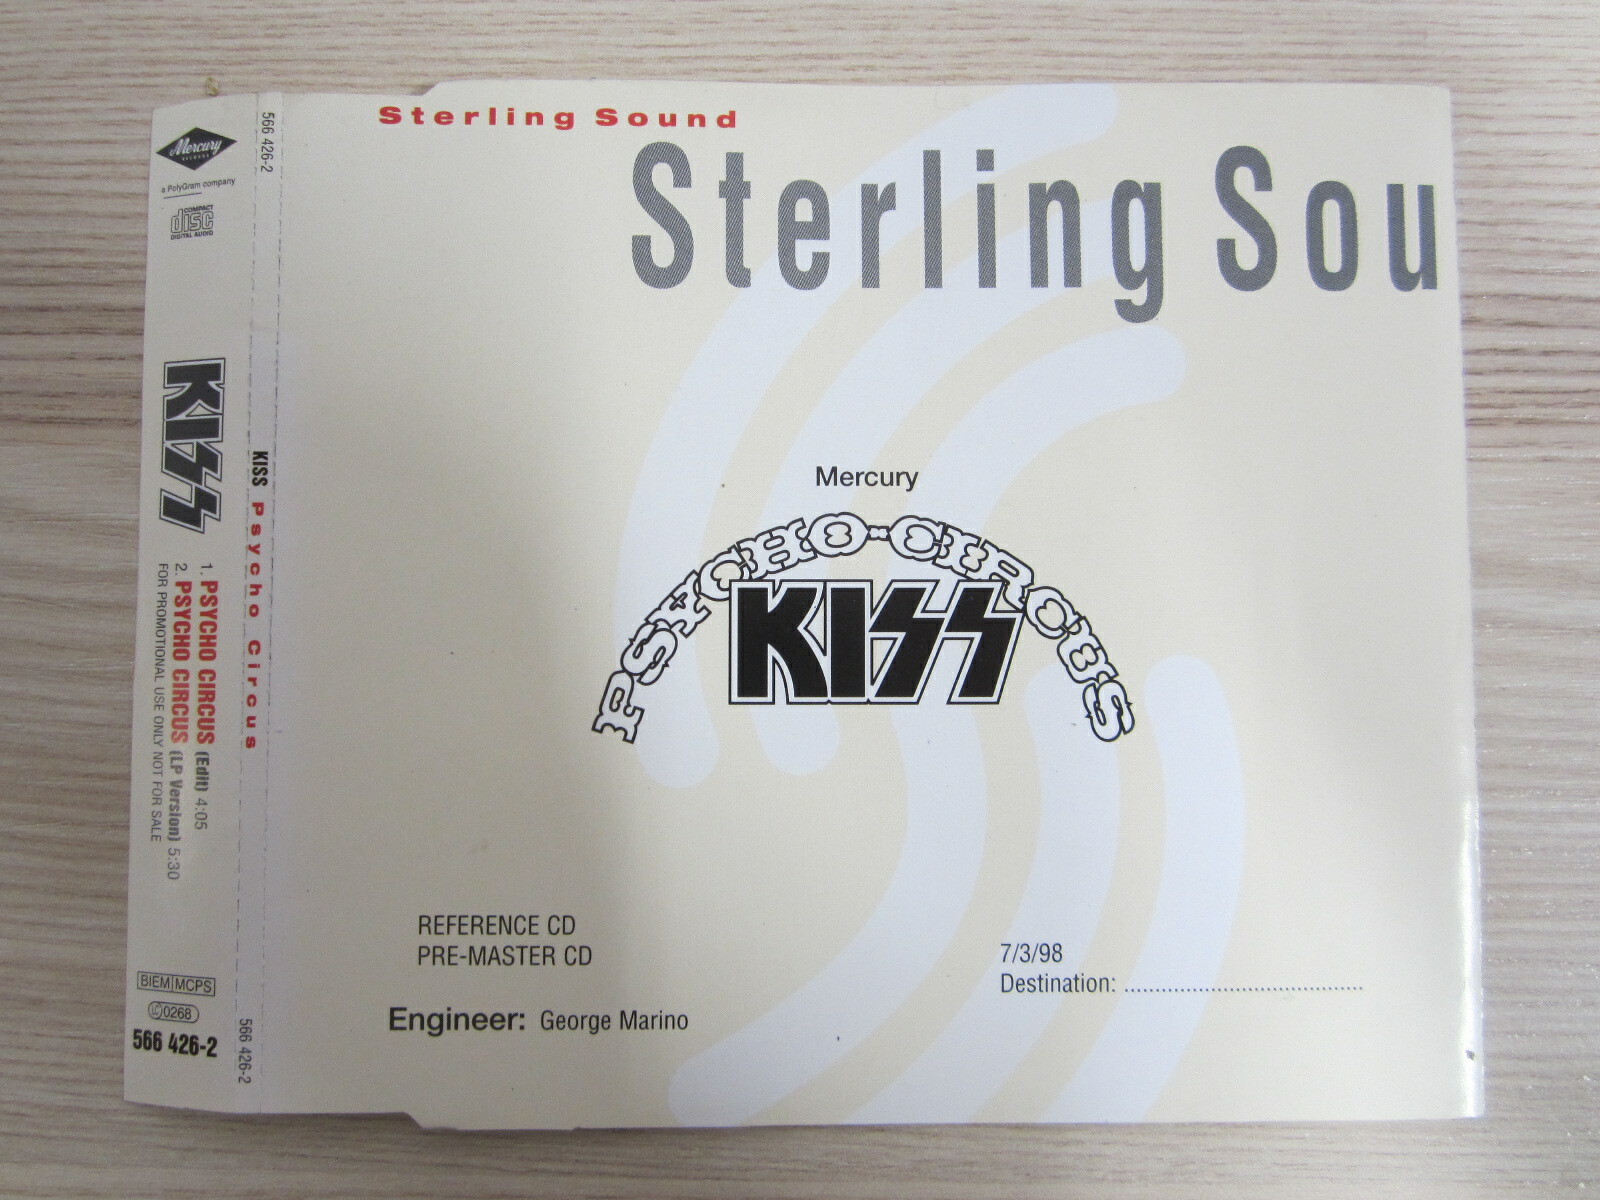 Mercury
RECORDS
a PolyGram company
COMPACT
disc
DIGITAL AUDIO
KISS
1. PSYCHO CIRCUS (Edit) 4:05
2. PSYCHO CIRCUS (LP Version) 5:30
FOR PROMOTIONAL USE ONLY NOT FOR SALE
BIEM MCPS
LC 0268
566 426-2
566 426-2
KISS Psycho Circus
566 426-2
Sterling Sound
Sterling Sou
Mercury
PSYCHO-CIRCUS
KISS
REFERENCE CD
PRE-MASTER CD
Engineer: George Marino
7/3/98
Destination: ......................................